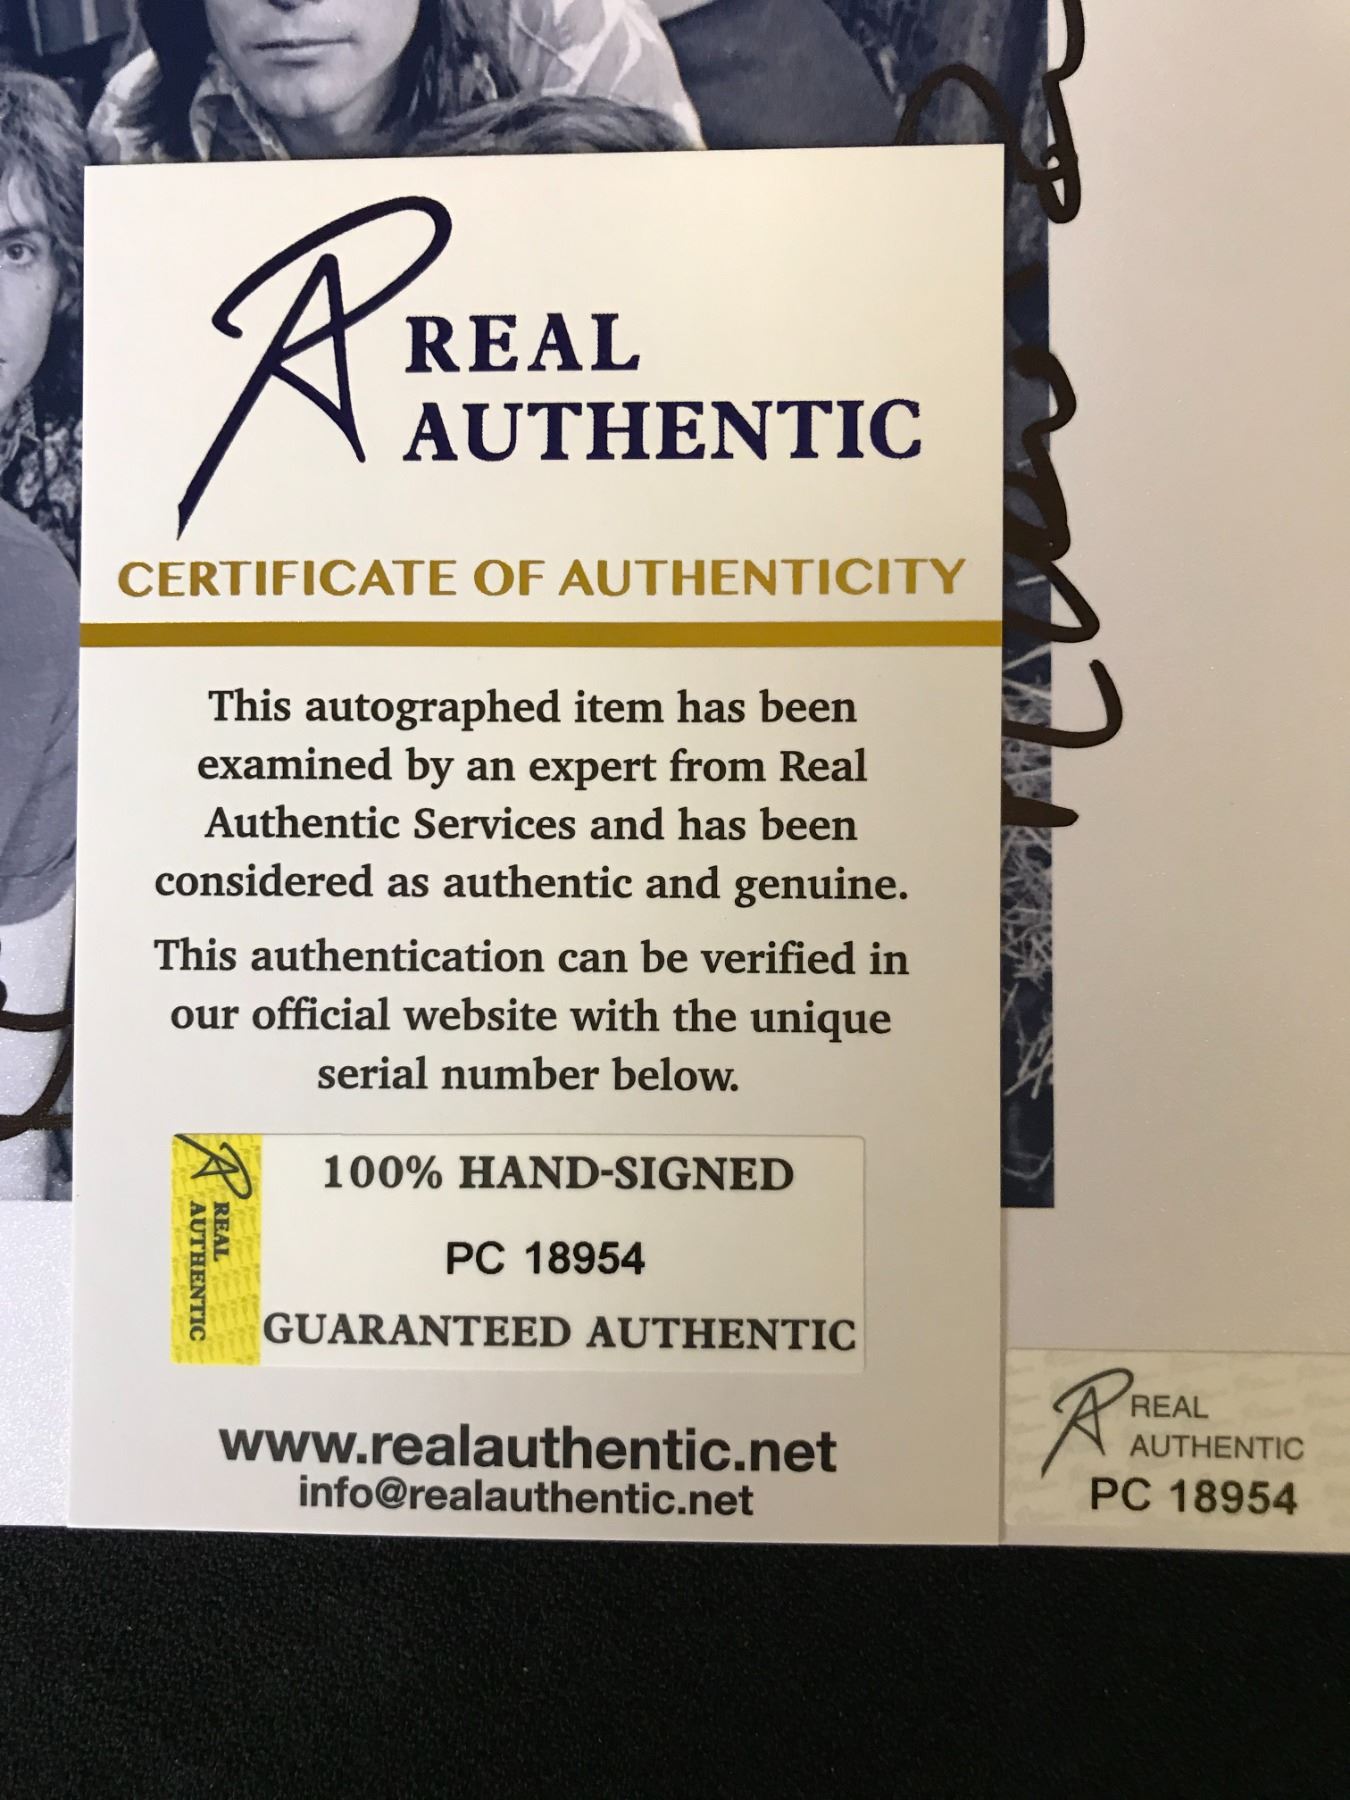 REAL
AUTHENTIC
CERTIFICATE OF AUTHENTICITY
This autographed item has been
examined by an expert from Real
Authentic Services and has been
considered as authentic and genuine.
This authentication can be verified in
our official website with the unique
serial number below.
REAL
AUTHENTIC
100% HAND-SIGNED
PC 18954
GUARANTEED AUTHENTIC
www.realauthentic.net
info@realauthentic.net
REAL
AUTHENTIC
PC 18954